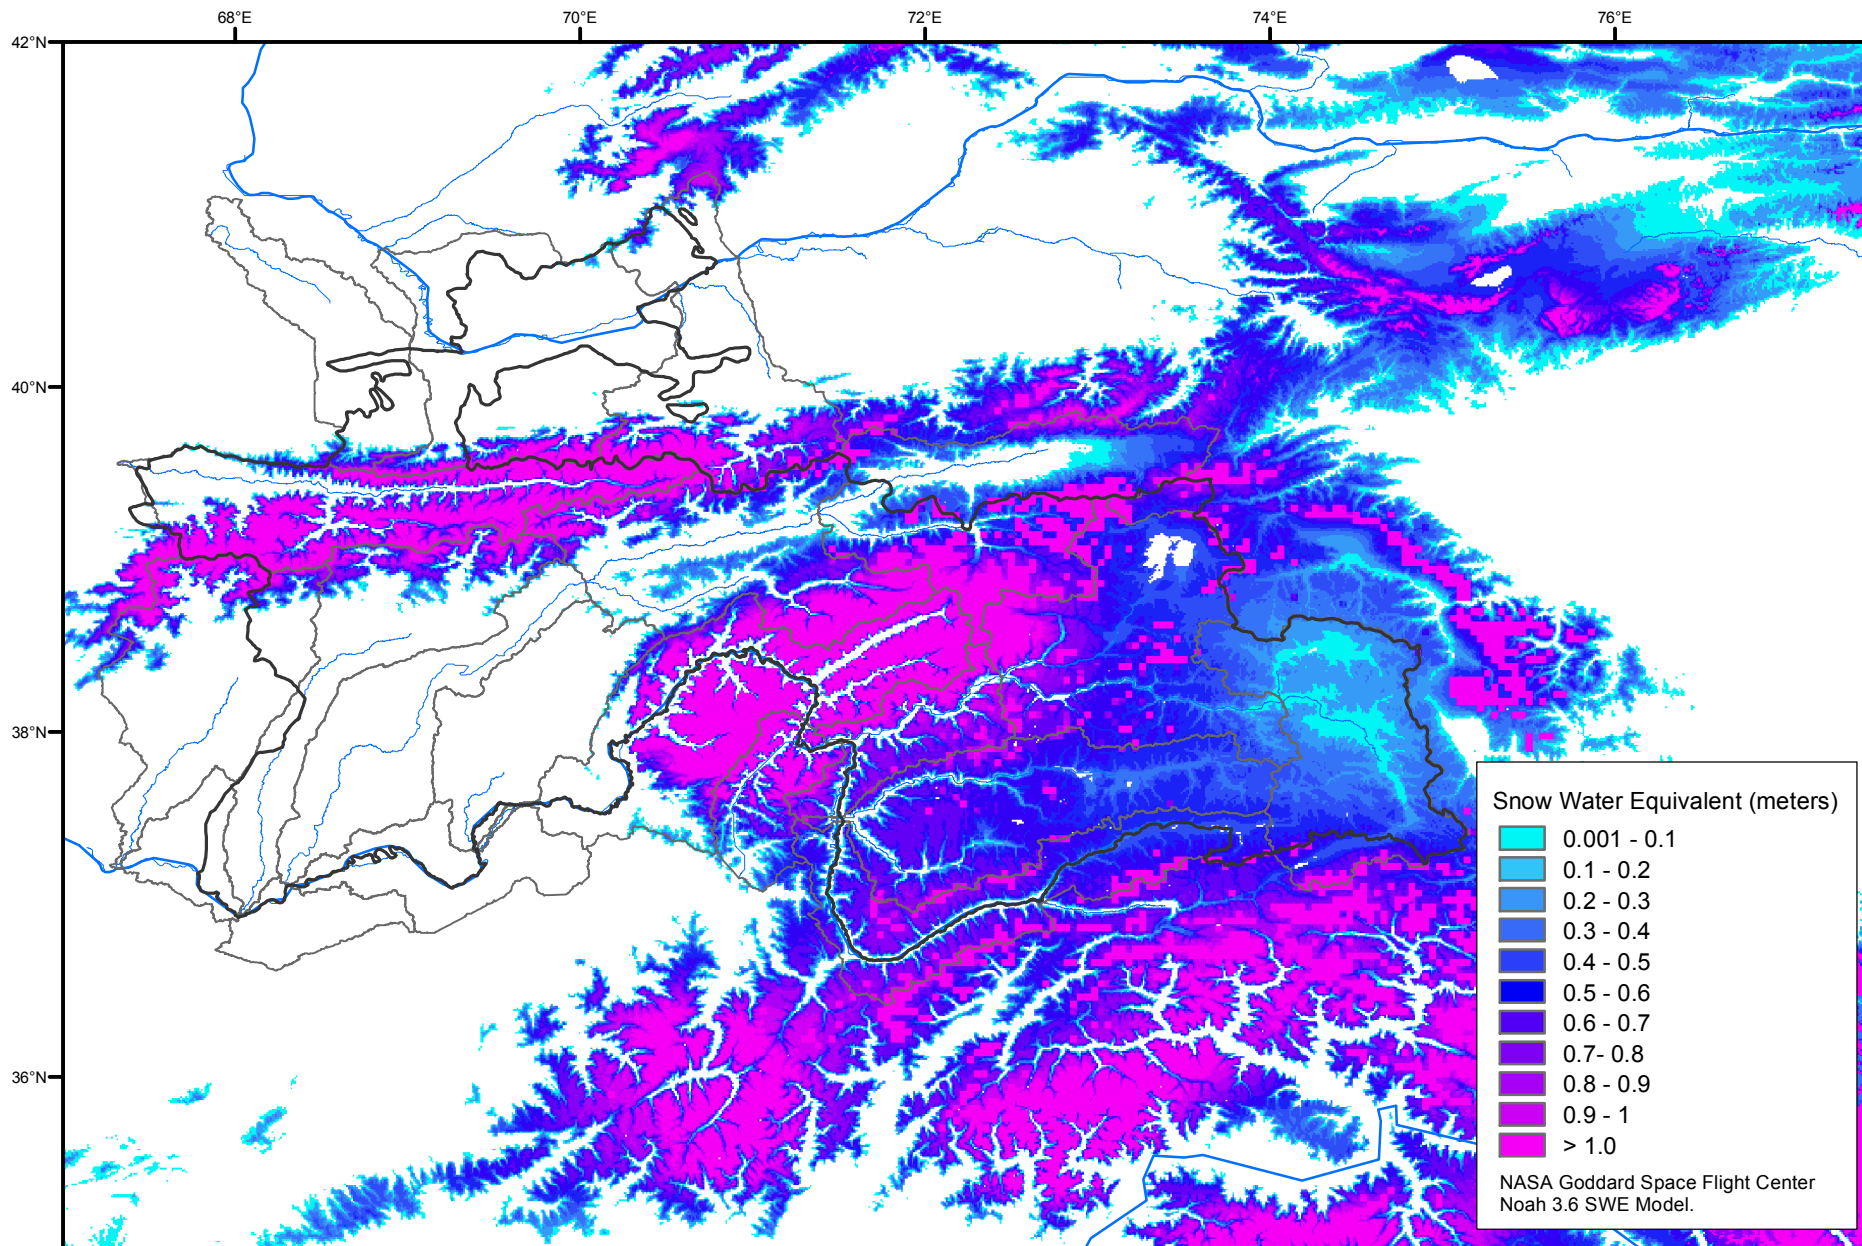 68°E
70°E
72°E
74°E
76°E
42°N
40°N
38°N
36°N
Snow Water Equivalent (meters)
0.001 - 0.1
0.1 - 0.2
0.2 - 0.3
0.3 - 0.4
0.4 - 0.5
0.5 - 0.6
0.6 - 0.7
0.7- 0.8
0.8 - 0.9
0.9 - 1
> 1.0
NASA Goddard Space Flight Center
Noah 3.6 SWE Model.